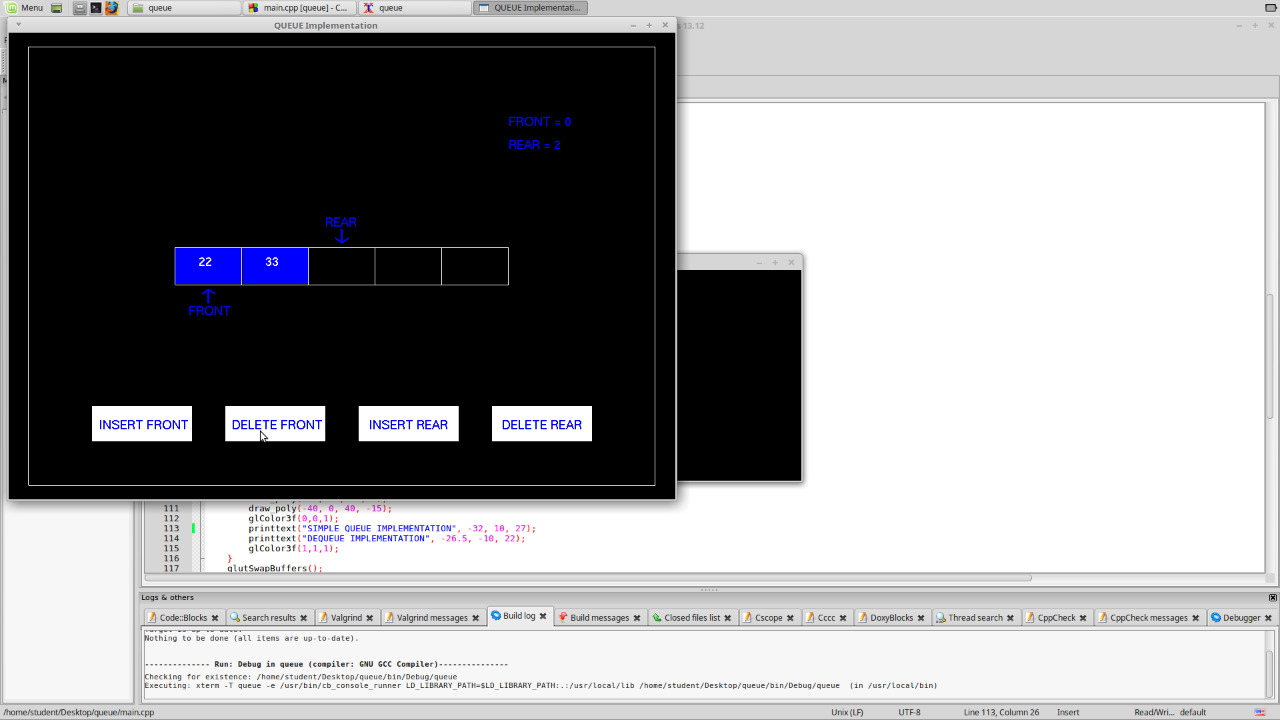 Menu
queue
main.cpp [queue] - C...
queue
QUEUE Implementati...
QUEUE Implementation
13.12
FRONT = 0
REAR = 2
REAR
22
33
FRONT
INSERT FRONT
DELETE FRONT
INSERT REAR
DELETE REAR
111 draw_poly(-40, 0, 40, -15);
112 glColor3f(0,0,1);
113 printtext("SIMPLE QUEUE IMPLEMENTATION", -32, 10, 27);
114 printtext("DEQUEUE IMPLEMENTATION", -26.5, -10, 22);
115 glColor3f(1,1,1);
116 }
117 glutSwapBuffers();
Logs & others
Code::Blocks
Search results
Valgrind
Valgrind messages
Build log
Build messages
Closed files list
Cscope
Cccc
DoxyBlocks
Thread search
CppCheck
CppCheck messages
Debugger
Nothing to be done (all items are up-to-date).
-------------- Run: Debug in queue (compiler: GNU GCC Compiler)---------------
Checking for existence: /home/student/Desktop/queue/bin/Debug/queue
Executing: xterm -T queue -e /usr/bin/cb_console_runner LD_LIBRARY_PATH=$LD_LIBRARY_PATH:.:/usr/local/lib /home/student/Desktop/queue/bin/Debug/queue (in /usr/local/bin)
/home/student/Desktop/queue/main.cpp
Unix (LF)
UTF-8
Line 113, Column 26
Insert
Read/Wri...
default